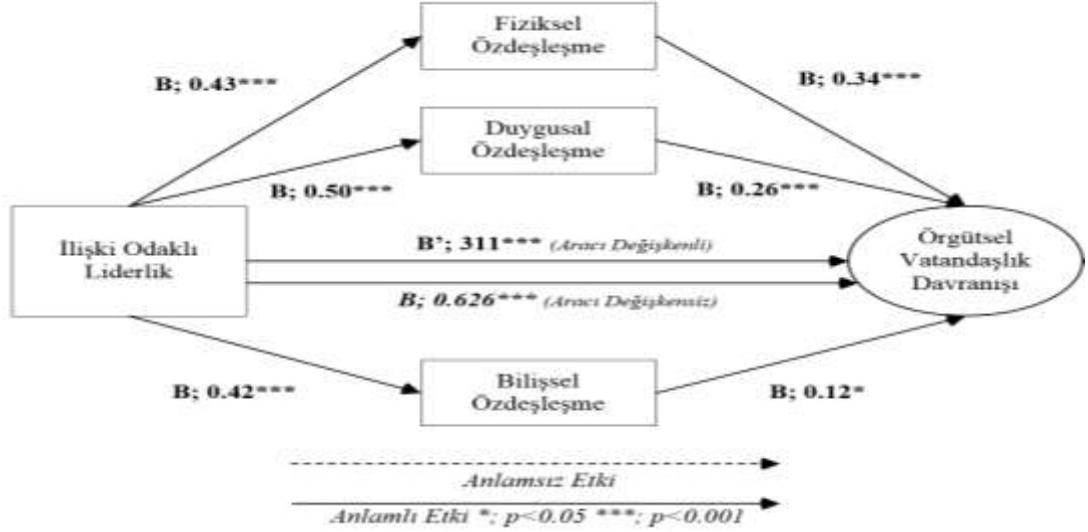 Fiziksel
Özdeşleşme
B; 0.43***
B; 0.34***
Duygusal
Özdeşleşme
B; 0.50***
B; 0.26***
İlişki Odaklı
Liderlik
B'; 311*** (Aracı Değişkenli)
B; 0.626*** (Aracı Değişkensiz)
Örgütsel
Vatandaşlık
Davranışı
B; 0.42***
Bilişsel
Özdeşleşme
B; 0.12*
Anlamsız Etki
Anlamlı Etki *; p<0.05 ***; p<0.001